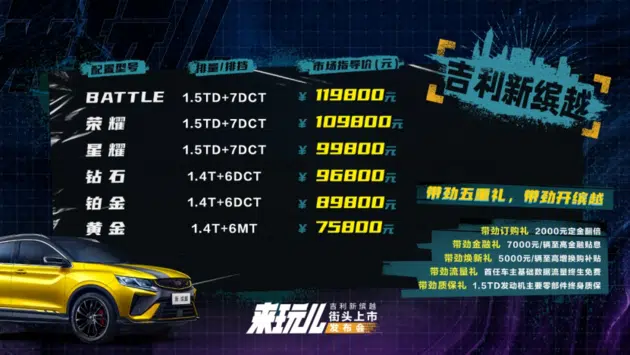 配置型号 排量/排挡 市场指导价(元)
BATTLE 1.5TD+7DCT ¥ 119800元
荣耀 1.5TD+7DCT ¥ 109800元
星耀 1.5TD+7DCT ¥ 99800元
钻石 1.4T+6DCT ¥ 96800元
铂金 1.4T+6DCT ¥ 89800元
黄金 1.4T+6MT ¥ 75800元
吉利新缤越
带劲五重礼，带劲开缤越
带劲订购礼 2000元定金翻倍
带劲金融礼 7000元/辆至高金融贴息
带劲焕新礼 5000元/辆至高增换购补贴
带劲流量礼 首任车主基础数据流量终生免费
带劲质保礼 1.5TD发动机主要零部件终身质保
新·缤越
来玩儿
吉利新缤越
街头上市
发布会